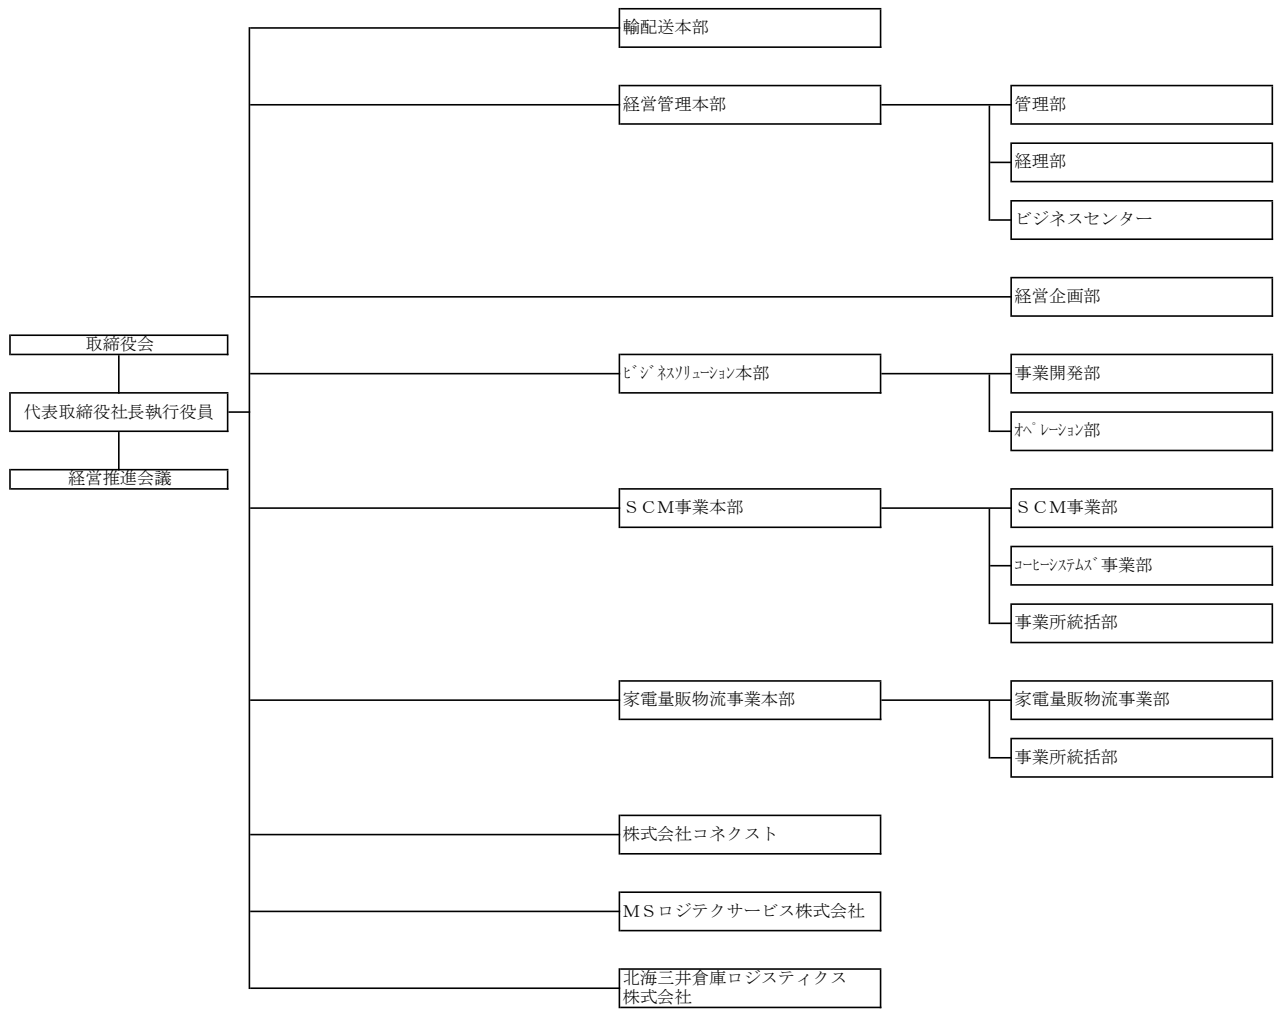 輸配送本部
経営管理本部
管理部
経理部
ビジネスセンター
経営企画部
取締役会
代表取締役社長執行役員
経営推進会議
ﾋﾞｼﾞﾈｽｿﾘｭｰｼｮﾝ本部
事業開発部
ｵﾍﾟﾚｰｼｮﾝ部
ＳＣＭ事業本部
ＳＣＭ事業部
ｺｰﾋｰｼｽﾃﾑｽﾞ事業部
事業所統括部
家電量販物流事業本部
家電量販物流事業部
事業所統括部
株式会社コネクスト
ＭＳロジテクサービス株式会社
北海三井倉庫ロジスティクス
株式会社